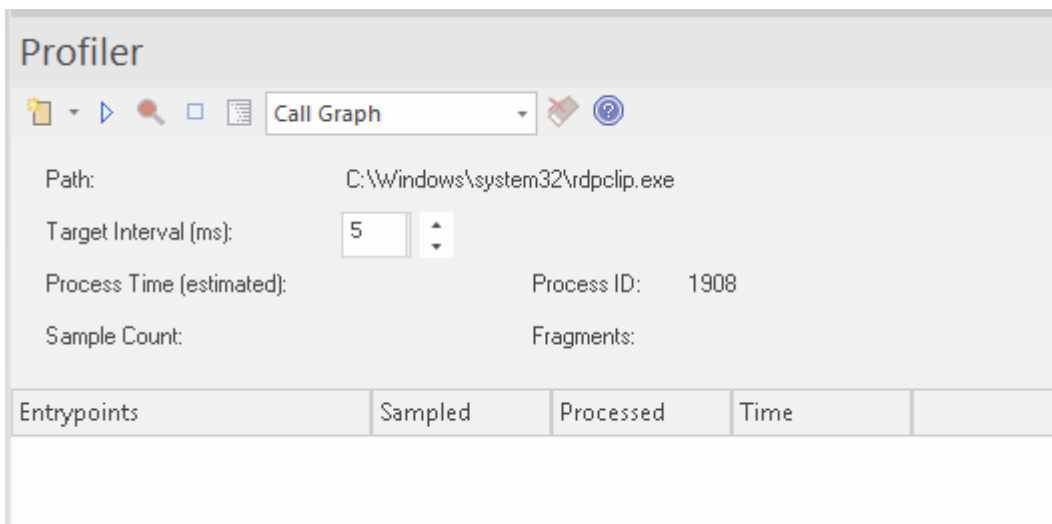 Profiler
Call Graph
Path: C:\Windows\system32\rdpclip.exe
Target Interval (ms): 5
Process Time (estimated): Process ID: 1908
Sample Count: Fragments:
Entrypoints Sampled Processed Time